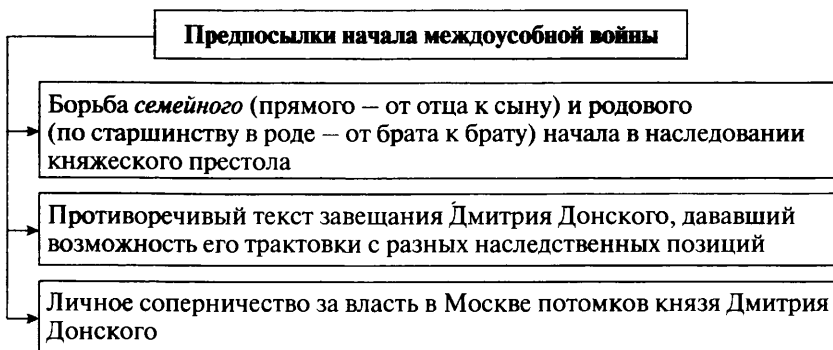 Предпосылки начала междоусобной войны
Борьба семейного (прямого – от отца к сыну) и родового
(по старшинству в роде – от брата к брату) начала в наследовании
княжеского престола
Противоречивый текст завещания Дмитрия Донского, дававший
возможность его трактовки с разных наследственных позиций
Личное соперничество за власть в Москве потомков князя Дмитрия
Донского